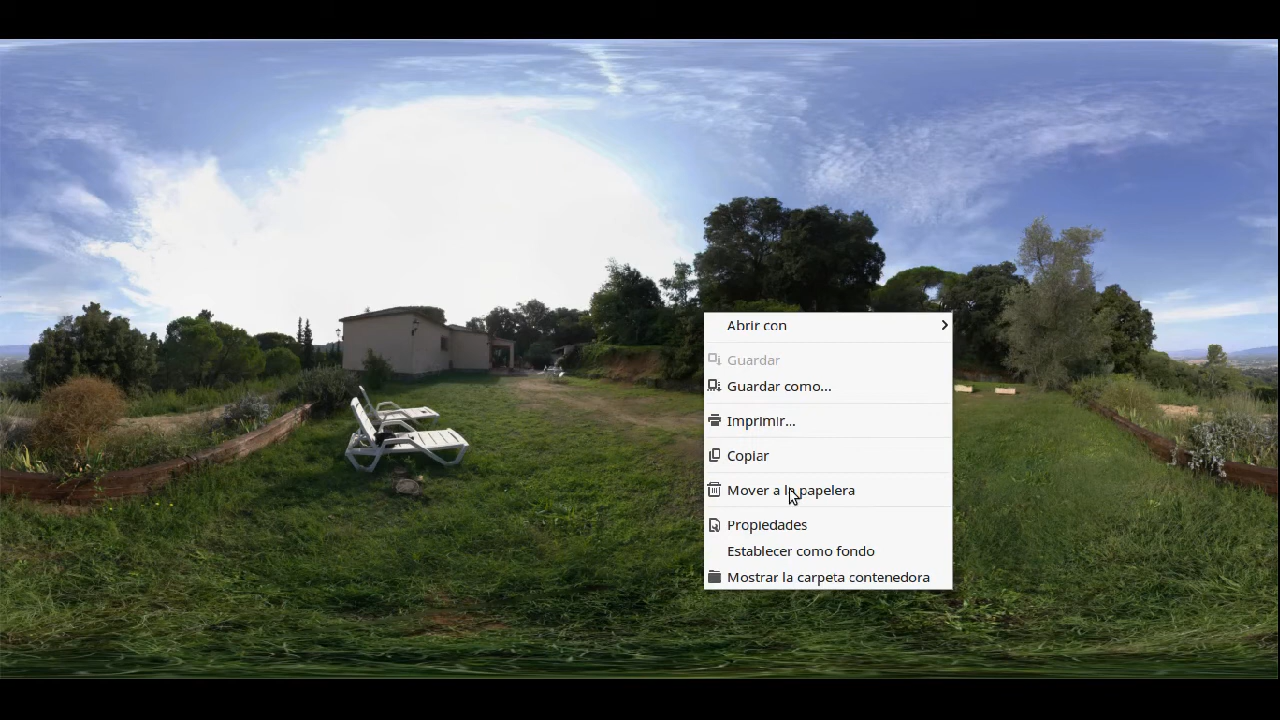 Abrir con
Guardar
Guardar como...
Imprimir...
Copiar
Mover a la papelera
Propiedades
Establecer como fondo
Mostrar la carpeta contenedora